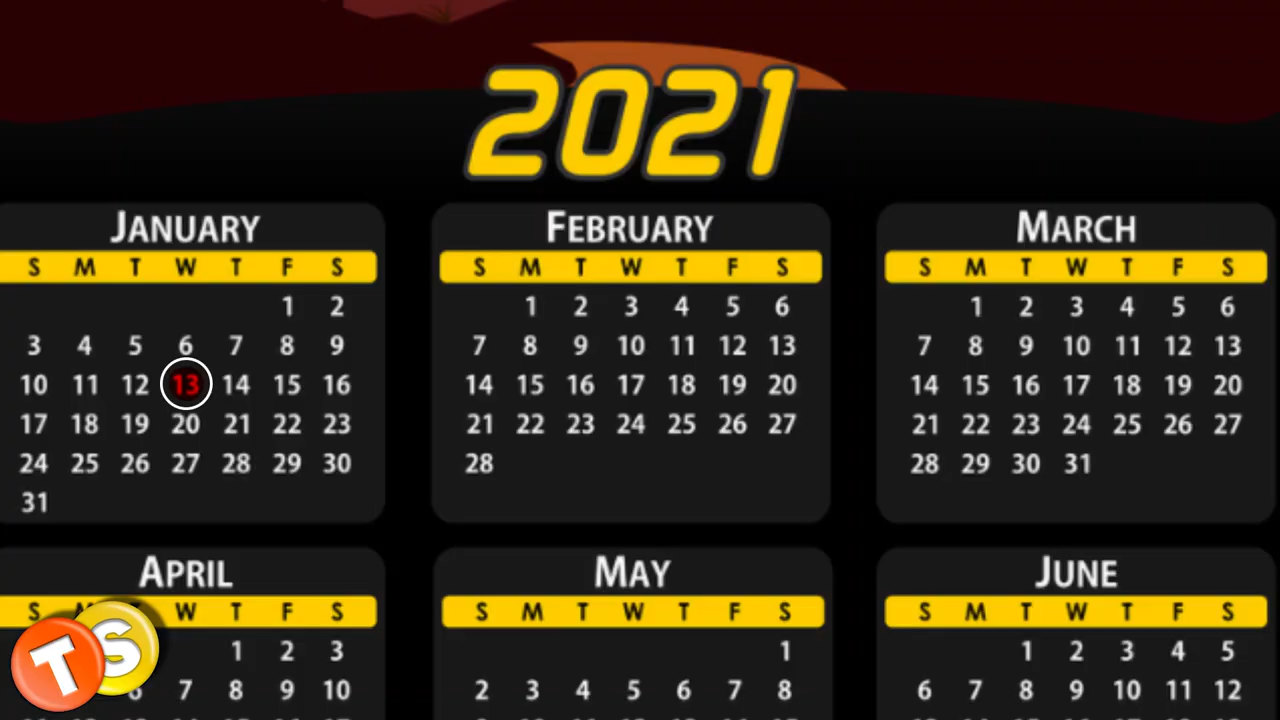 2021
JANUARY FEBRUARY MARCH
S M T W T F S S M T W T F S S M T W T F S
1 2 1 2 3 4 5 6 1 2 3 4 5 6
3 4 5 6 7 8 9 7 8 9 10 11 12 13 7 8 9 10 11 12 13
10 11 12 13 14 15 16 14 15 16 17 18 19 20 14 15 16 17 18 19 20
17 18 19 20 21 22 23 21 22 23 24 25 26 27 21 22 23 24 25 26 27
24 25 26 27 28 29 30 28 28 29 30 31
31
APRIL MAY JUNE
S M W T F S S M T W T F S S M T W T F S
1 2 3 1 1 2 3 4 5
6 7 8 9 10 2 3 4 5 6 7 8 6 7 8 9 10 11 12
TS